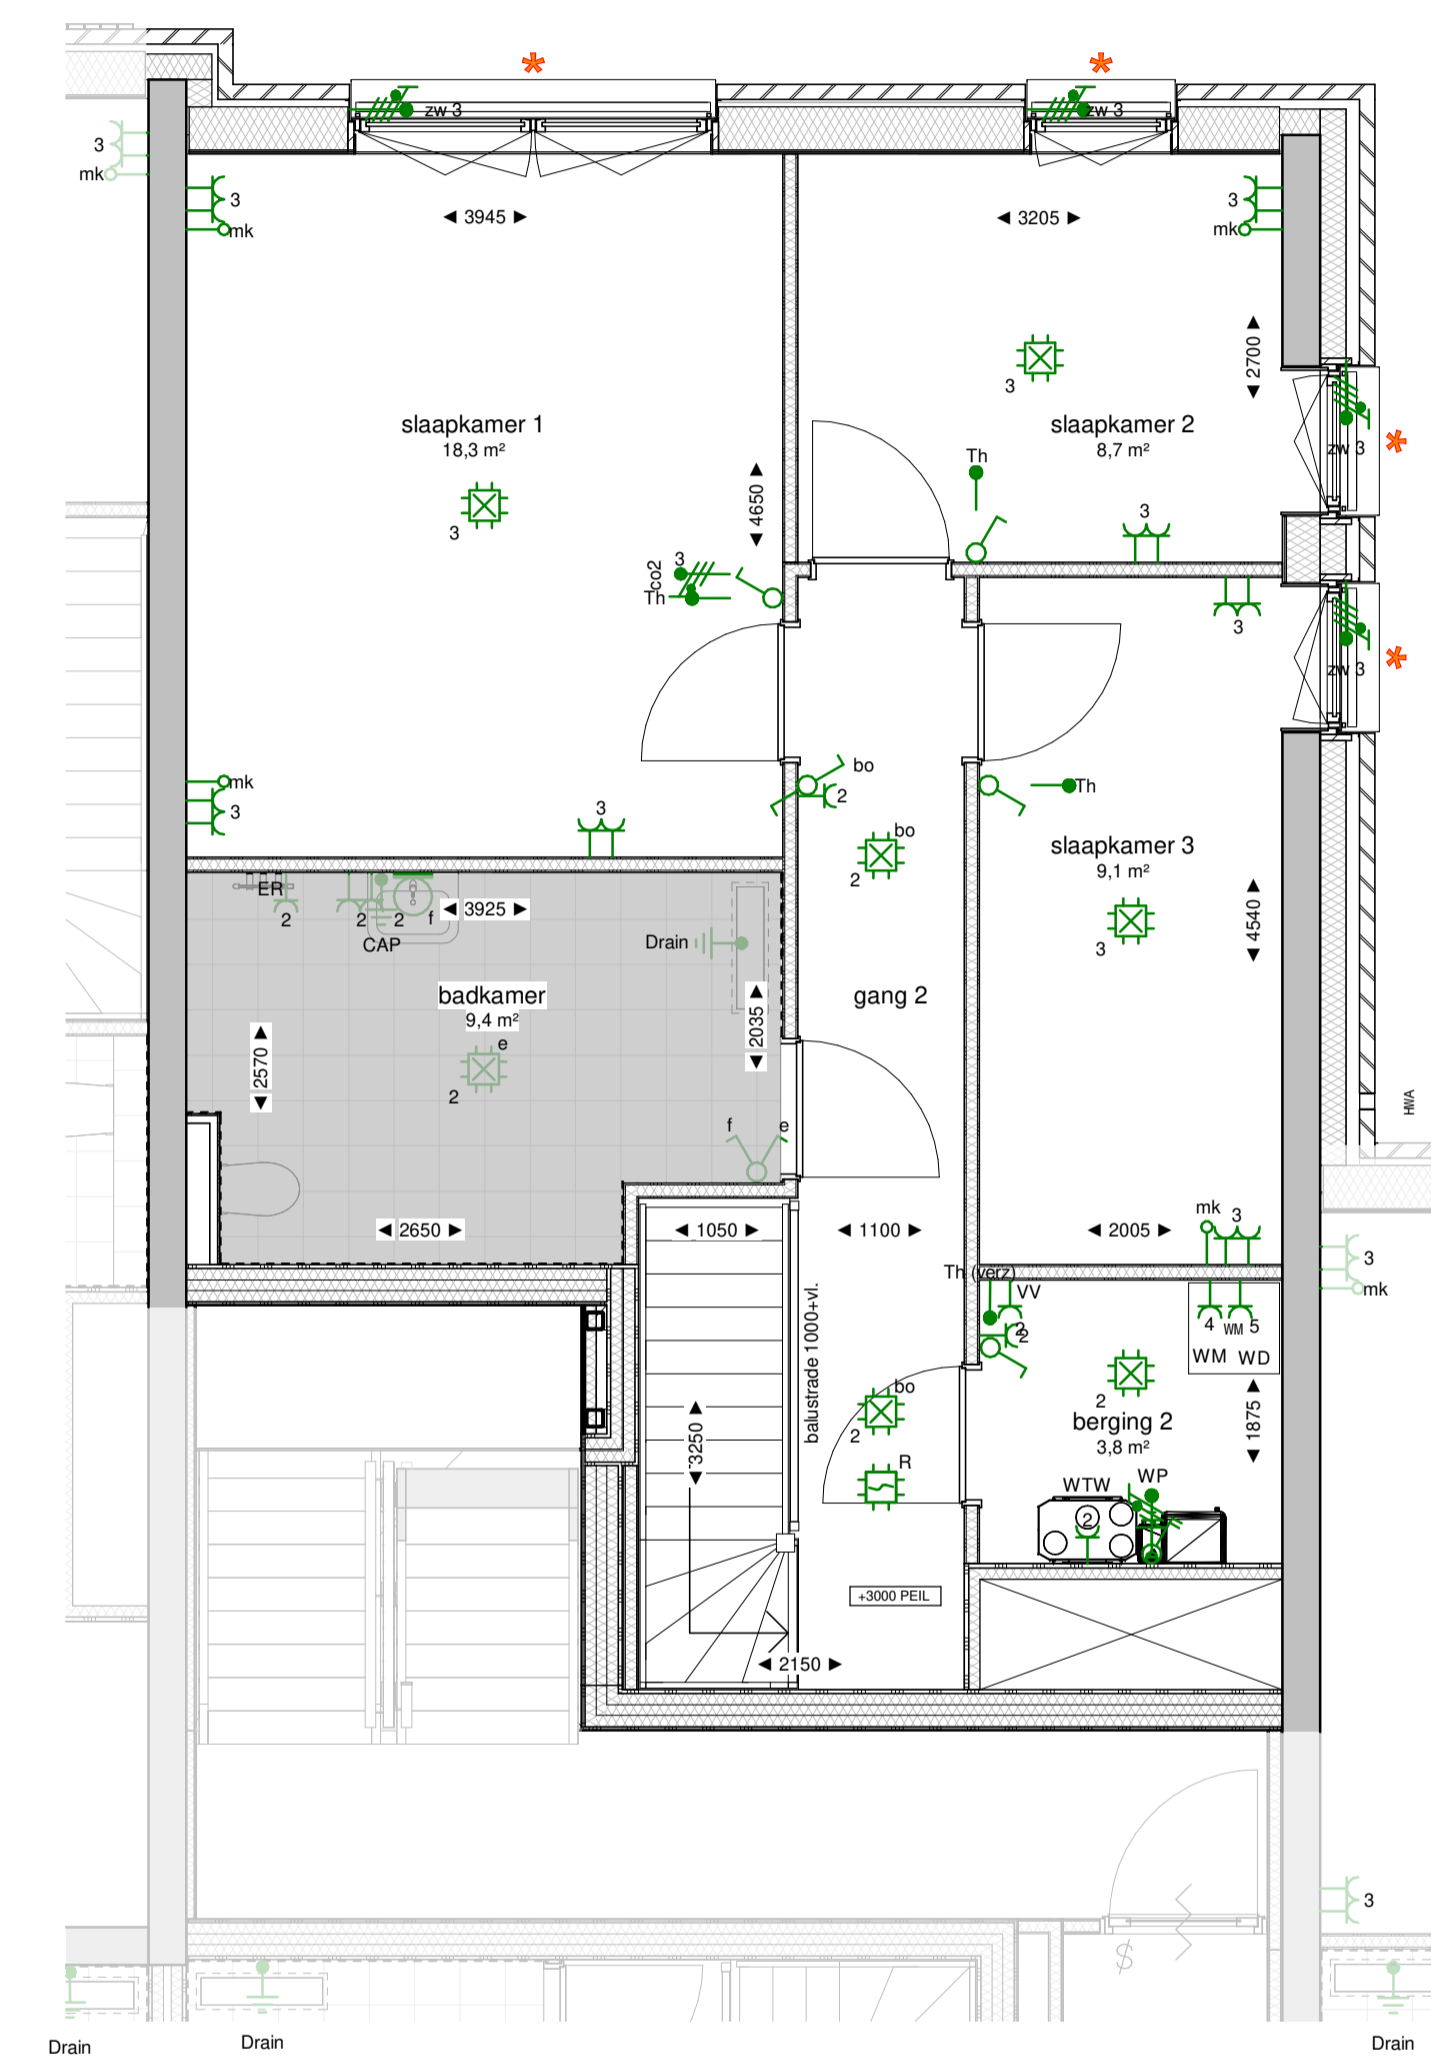 *
*
zw 3
zw 3
3
mk
3
mk
3
mk
◄ 3945 ►
◄ 3205 ►
◄ 2700 ►
3
slaapkamer 1
18,3 m²
slaapkamer 2
8,7 m²
zw 3
*
Th
◄ 4650 ►
3
3
3
co2
Th
3
zw 3
*
mk
3
3
bo
2
Th
bo
2
slaapkamer 3
9,1 m²
ER
2
2
2
f
◄ 3925 ►
CAP
Drain
◄ 4540 ►
3
badkamer
9,4 m²
gang 2
◄ 2035 ►
◄ 2570 ►
e
2
HWA
f
e
mk
3
◄ 2650 ►
◄ 1050 ►
◄ 1100 ►
◄ 2005 ►
3
mk
Th (verz)
VV
2
2
4
WM
5
WM
WD
balustrade 1000+vl.
bo
2
2
berging 2
3,8 m²
◄ 1875 ►
◄ 3250 ►
R
WTW
WP
2
+3000 PEIL
◄ 2150 ►
3
$
Drain
Drain
Drain